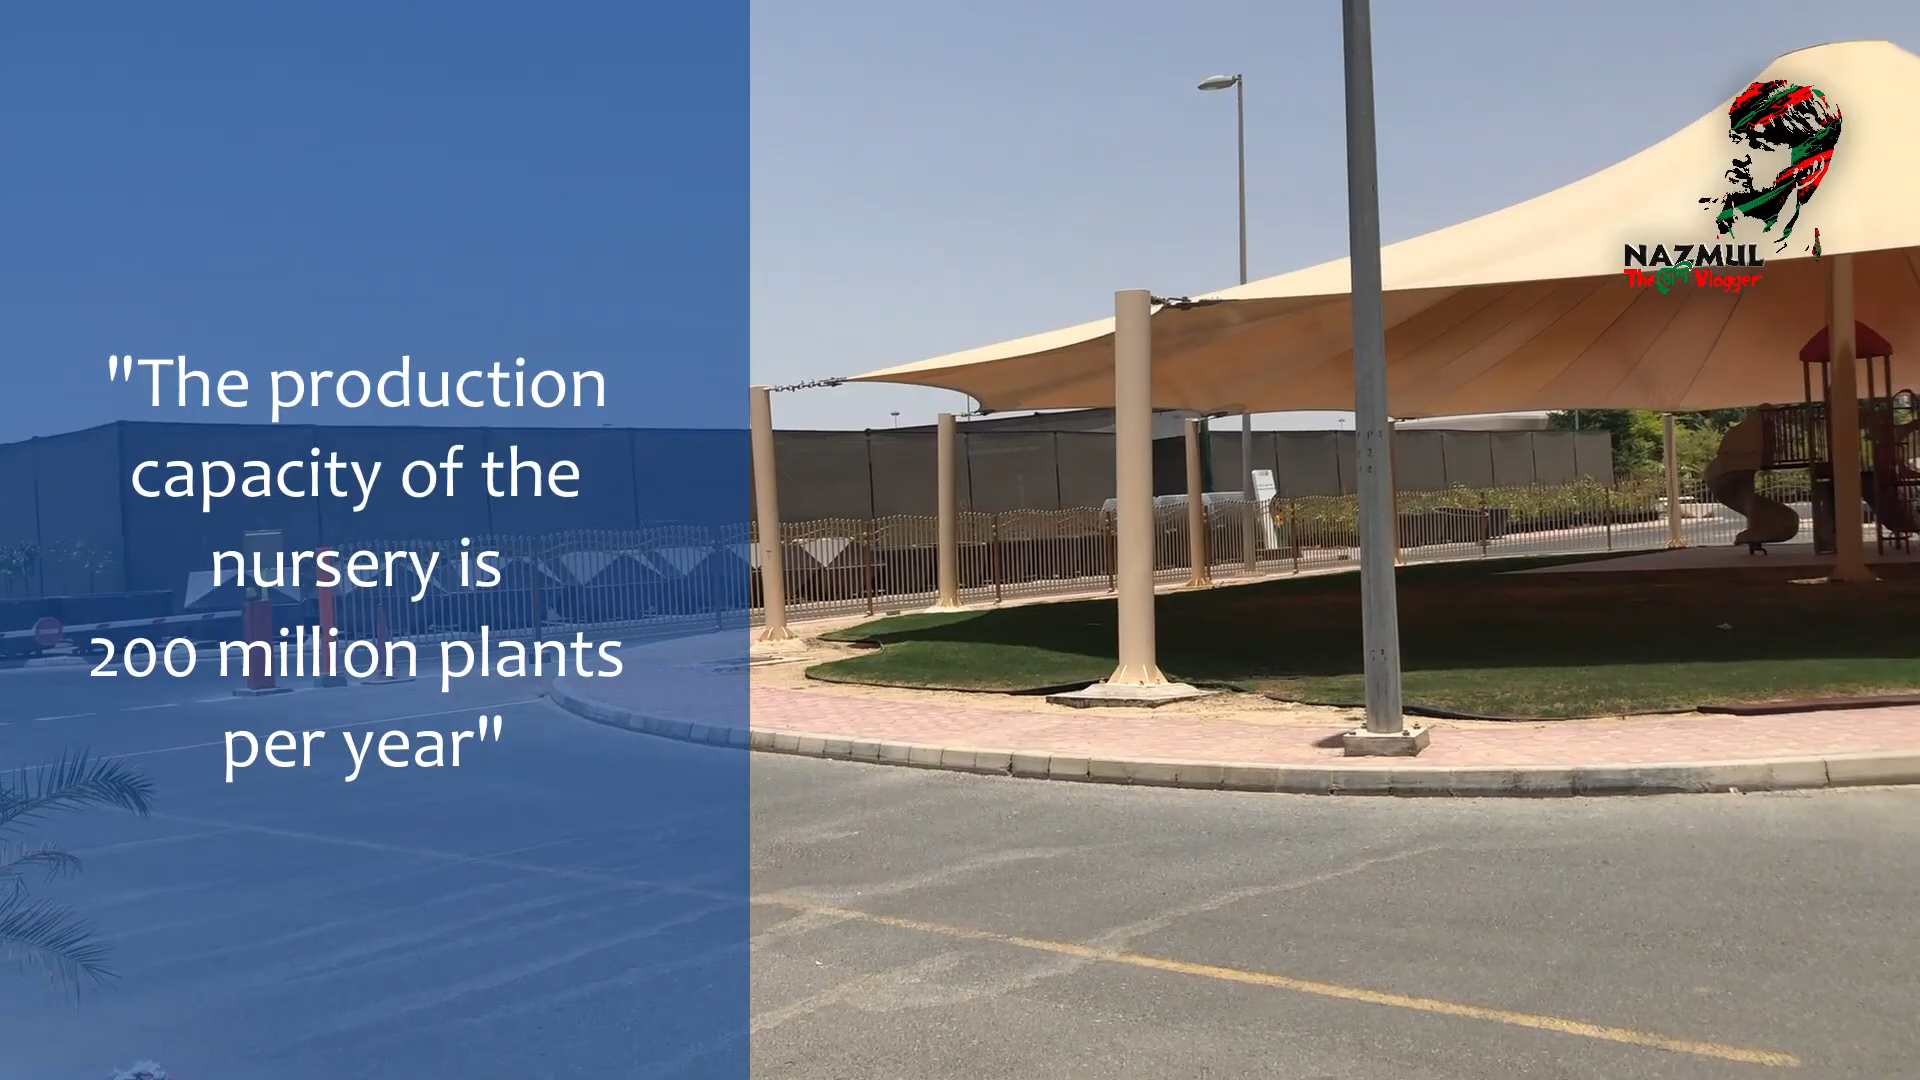 "The production
capacity of the
nursery is
200 million plants
per year"
NAZMUL
The Vlogger